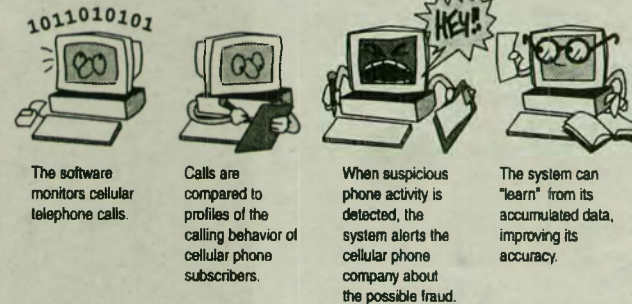 1011010101
HEY!!
The software
monitors cellular
telephone calls.
Calls are
compared to
profiles of the
calling behavior of
cellular phone
subscribers.
When suspicious
phone activity is
detected, the
system alerts the
cellular phone
company about
the possible fraud.
The system can
"learn" from its
accumulated data,
improving its
accuracy.